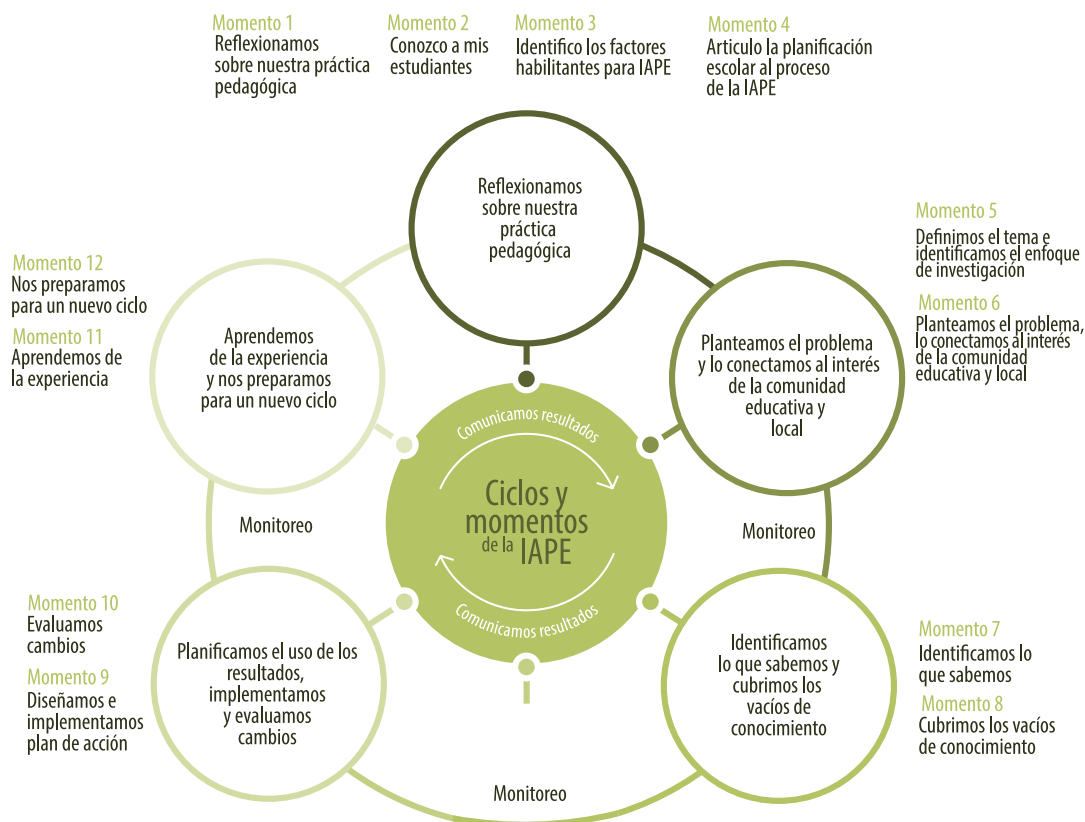 Momento 1
Reflexionamos
sobre nuestra práctica
pedagógica
Momento 2
Conozco a mis
estudiantes
Momento 3
Identifico los factores
habilitantes para IAPE
Momento 4
Articulo la planificación
escolar al proceso
de la IAPE
Reflexionamos
sobre nuestra
práctica
pedagógica
Momento 5
Definimos el tema e
identificamos el enfoque
de investigación
Momento 6
Planteamos el problema,
lo conectamos al interés
de la comunidad
educativa y local
Planteamos el problema
y lo conectamos al interés
de la comunidad
educativa y
local
Momento 12
Nos preparamos
para un nuevo ciclo
Momento 11
Aprendemos de
la experiencia
Aprendemos
de la experiencia
y nos preparamos
para un nuevo ciclo
Comunicamos resultados
Ciclos y
momentos
de la IAPE
Comunicamos resultados
Monitoreo
Monitoreo
Momento 7
Identificamos lo
que sabemos
Momento 8
Cubrimos los vacíos
de conocimiento
Identificamos
lo que sabemos y
cubrimos los
vacíos de
conocimiento
Momento 10
Evaluamos
cambios
Momento 9
Diseñamos e
implementamos
plan de acción
Planificamos el uso de los
resultados,
implementamos
y evaluamos
cambios
Monitoreo